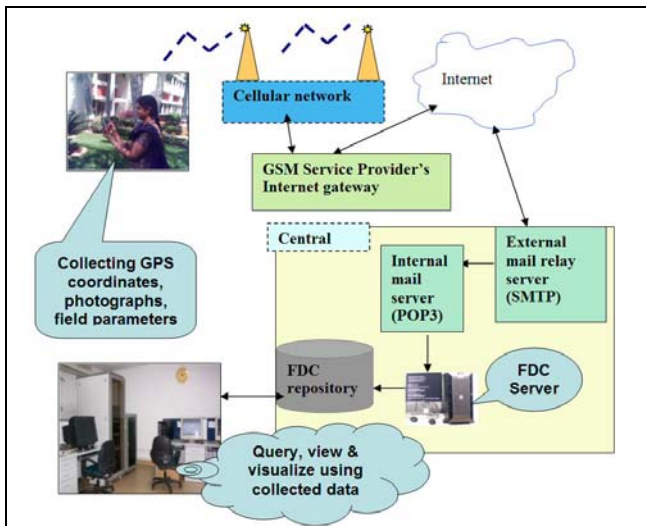 Cellular network
Internet
GSM Service Provider's
Internet gateway
Collecting GPS
coordinates,
photographs,
field parameters
Central
Internal
mail
server
(POP3)
External
mail relay
server
(SMTP)
FDC
repository
FDC
Server
Query, view &
visualize using
collected data